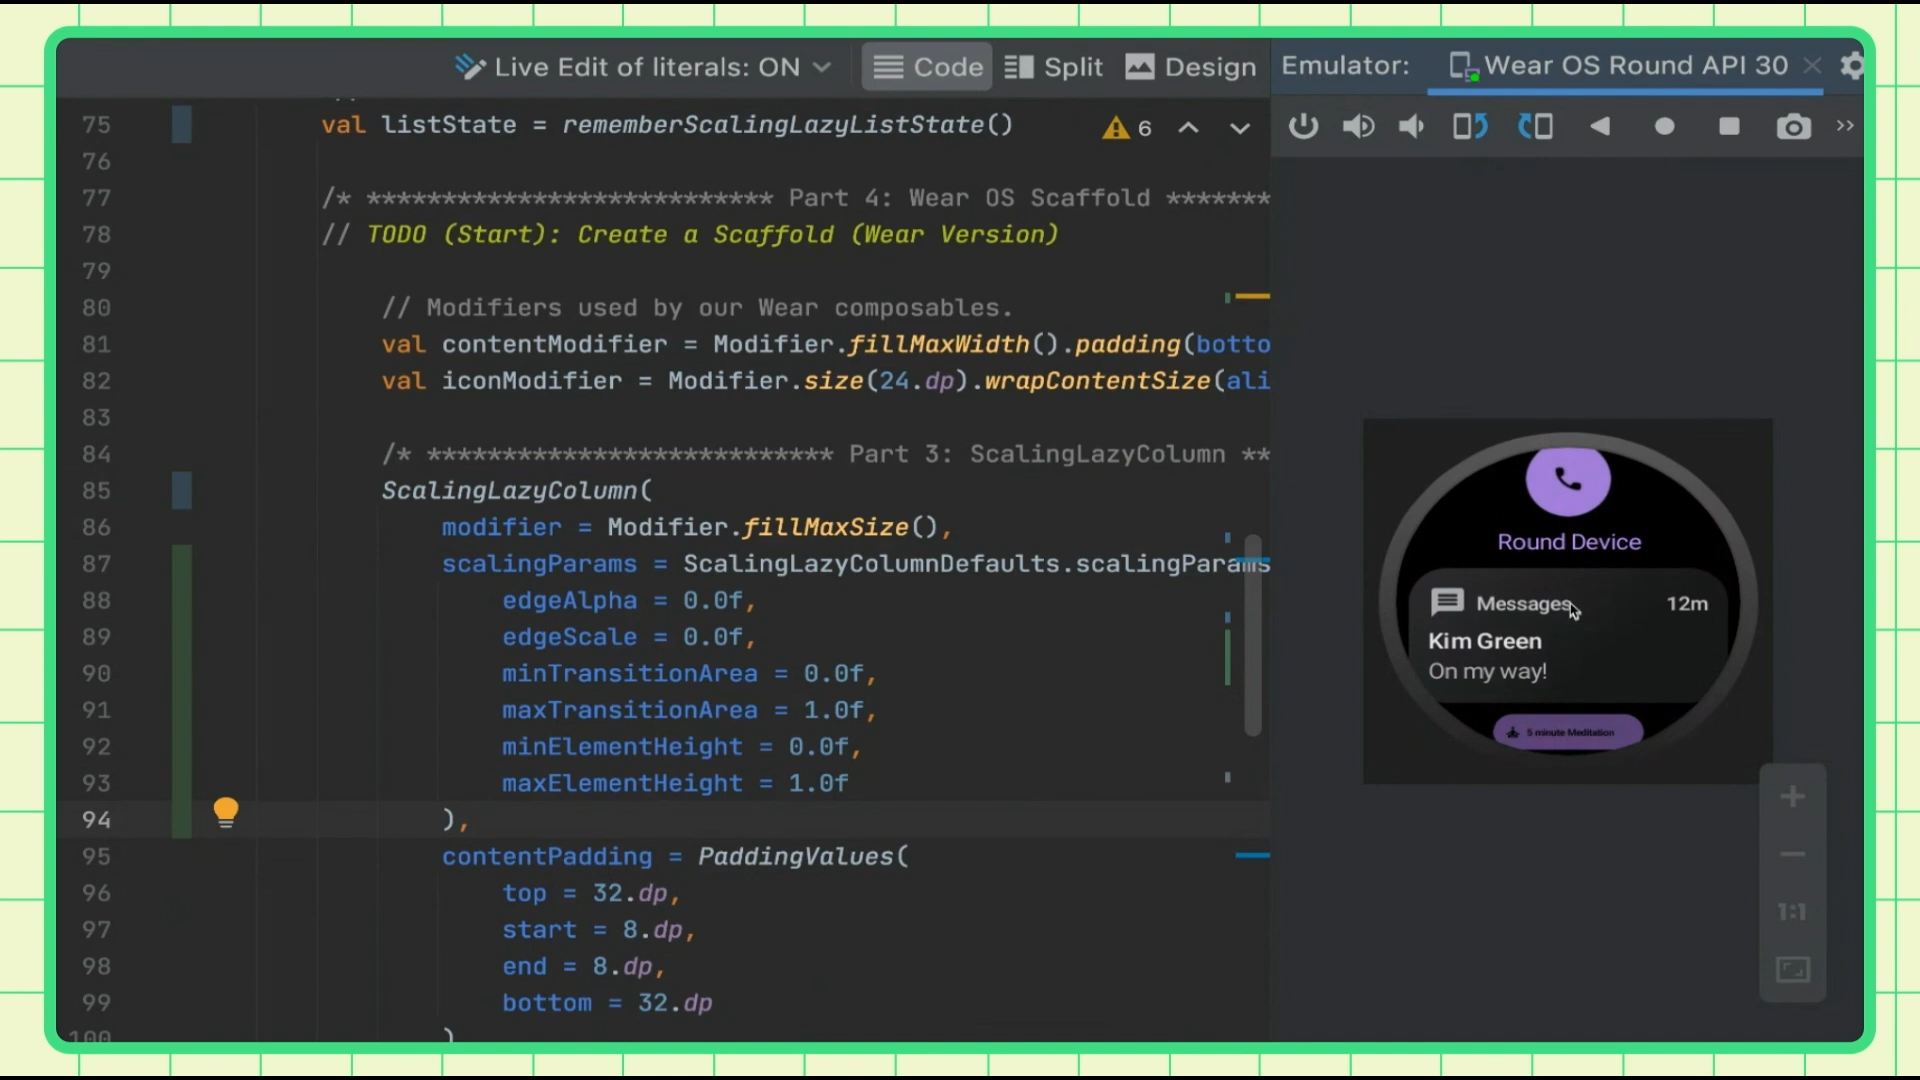 Live Edit of literals: ON
Code
Split
Design
Emulator:
Wear OS Round API 30
75 val listState = rememberScalingLazyListState()
6
76
77 /* *************************** Part 4: Wear OS Scaffold *******
78 // TODO (Start): Create a Scaffold (Wear Version)
79
80 // Modifiers used by our Wear composables.
81 val contentModifier = Modifier.fillMaxWidth().padding(botto
82 val iconModifier = Modifier.size(24.dp).wrapContentSize(ali
83
84 /* *************************** Part 3: ScalingLazyColumn **
85 ScalingLazyColumn(
86 modifier = Modifier.fillMaxSize(),
87 scalingParams = ScalingLazyColumnDefaults.scalingParams
88 edgeAlpha = 0.0f,
89 edgeScale = 0.0f,
90 minTransitionArea = 0.0f,
91 maxTransitionArea = 1.0f,
92 minElementHeight = 0.0f,
93 maxElementHeight = 1.0f
94 ),
95 contentPadding = PaddingValues(
96 top = 32.dp,
97 start = 8.dp,
98 end = 8.dp,
99 bottom = 32.dp
100 )
Round Device
Messages 12m
Kim Green
On my way!
5 minute Meditation
1:1